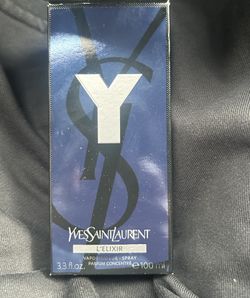 Y
YVESSAINTLAURENT
L'ELIXIR
VAPORISATEUR - SPRAY
PARFUM CONCENTRÉ
3.3 fl.oz. e 100 ml